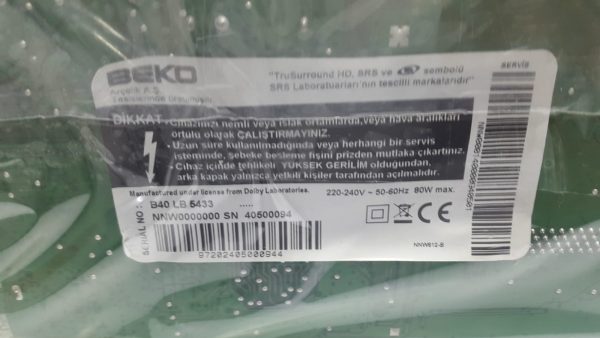 BEKO
Arçelik A.Ş.
Tesislerinde Üretilmiştir
"TruSurround HD, SRS ve sembolü
SRS Laboratuarları'nın tescilli markalarıdır"
SERVİS
DİKKAT
• Cihazınızı nemli veya ıslak ortamlarda,veya hava aralıkları
örtülü olarak ÇALIŞTIRMAYINIZ.
• Uzun süre kullanılmadığında veya herhangi bir servis
isteminde, şebeke besleme fişini prizden mutlaka çıkartınız.
• Cihaz içinde tehlikeli YÜKSEK GERİLİM olduğundan,
arka kapak yalnızca yetkili kişiler tarafından açılmalıdır.
Manufactured under license from Dolby Laboratories.
220-240V ~ 50-60Hz 80W max.
SERIAL NO :
B40 LB 5433 .....
NNW0000000 SN 40500094
97202405000944
CE
NNW612-B